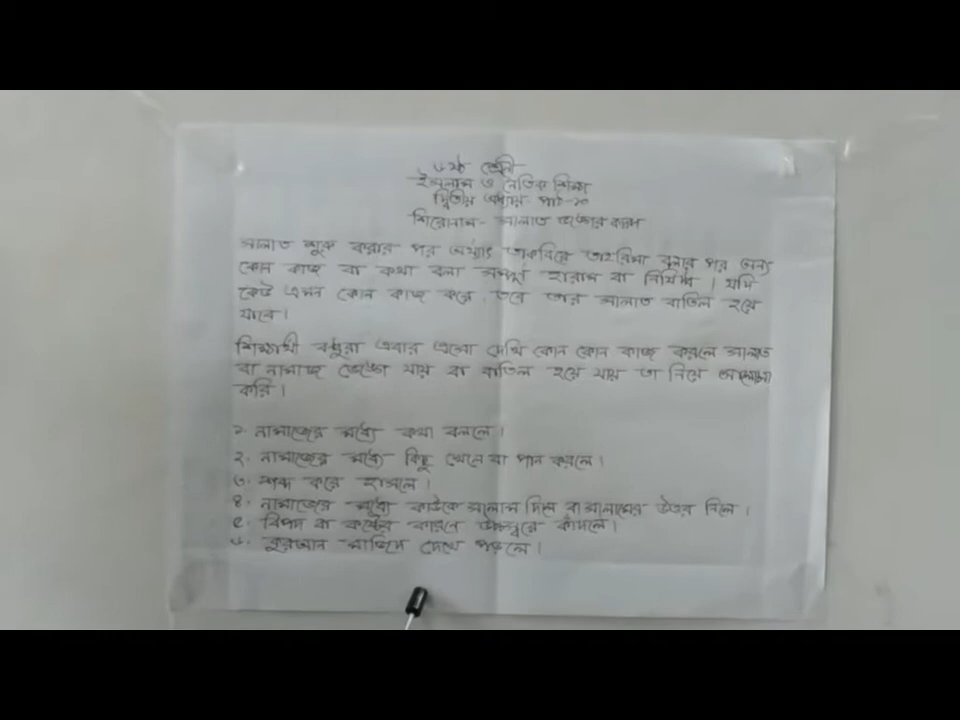 ৬ষ্ঠ শ্রেণী
ইসলাম ও নৈতিক শিক্ষা
দ্বিতীয় অধ্যায়- পাঠ-১০
শিরোনাম- সালাত ভঙ্গের কারণ
সালাত শুরু করার পর অর্থ্যাৎ তাকবিরে তাহরিমা বলার পর অন্য
কোন কাজ বা কথা বলা সম্পূর্ণ হারাম বা নিষিদ্ধ । যদি
কেউ এমন কোন কাজ করে, তবে তার সালাত বাতিল হয়ে
যাবে।
শিক্ষার্থী বন্ধুরা এবার এসো দেখি কোন কোন কাজ করলে সালাত
বা নামাজ ভেঙ্গে যায় বা বাতিল হয়ে যায় তা নিয়ে আলোচনা
করি।
১. নামাজের মধ্যে কথা বললে।
২. নামাজের মধ্যে কিছু খেলে বা পান করলে।
৩. শব্দ করে হাসলে।
৪. নামাজের মধ্যে কাউকে সালাম দিলে বা সালামের উত্তর নিলে।
৫. বিপদ বা কষ্টের কারণে উচ্চস্বরে কাঁদলে।
৬. কুরআন মাজিদ দেখে পড়লে।